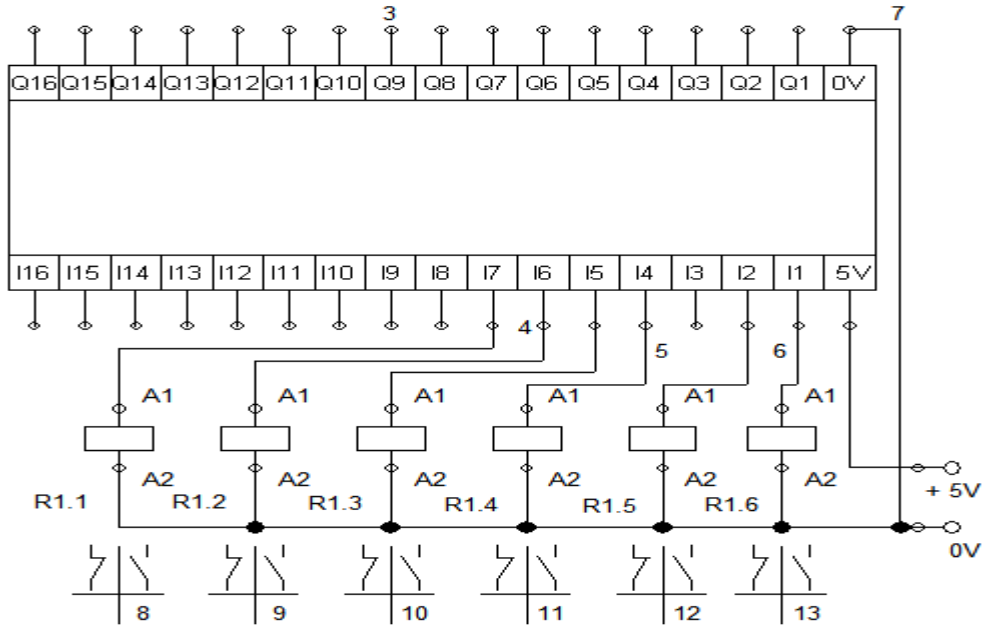 3 7
Q16 Q15 Q14 Q13 Q12 Q11 Q10 Q9 Q8 Q7 Q6 Q5 Q4 Q3 Q2 Q1 0V
I16 I15 I14 I13 I12 I11 I10 I9 I8 I7 I6 I5 I4 I3 I2 I1 5V
4
5 6
A1 A1 A1 A1 A1 A1
A2 A2 A2 A2 A2 A2
+ 5V
R1.1 R1.2 R1.3 R1.4 R1.5 R1.6
0V
8 9 10 11 12 13